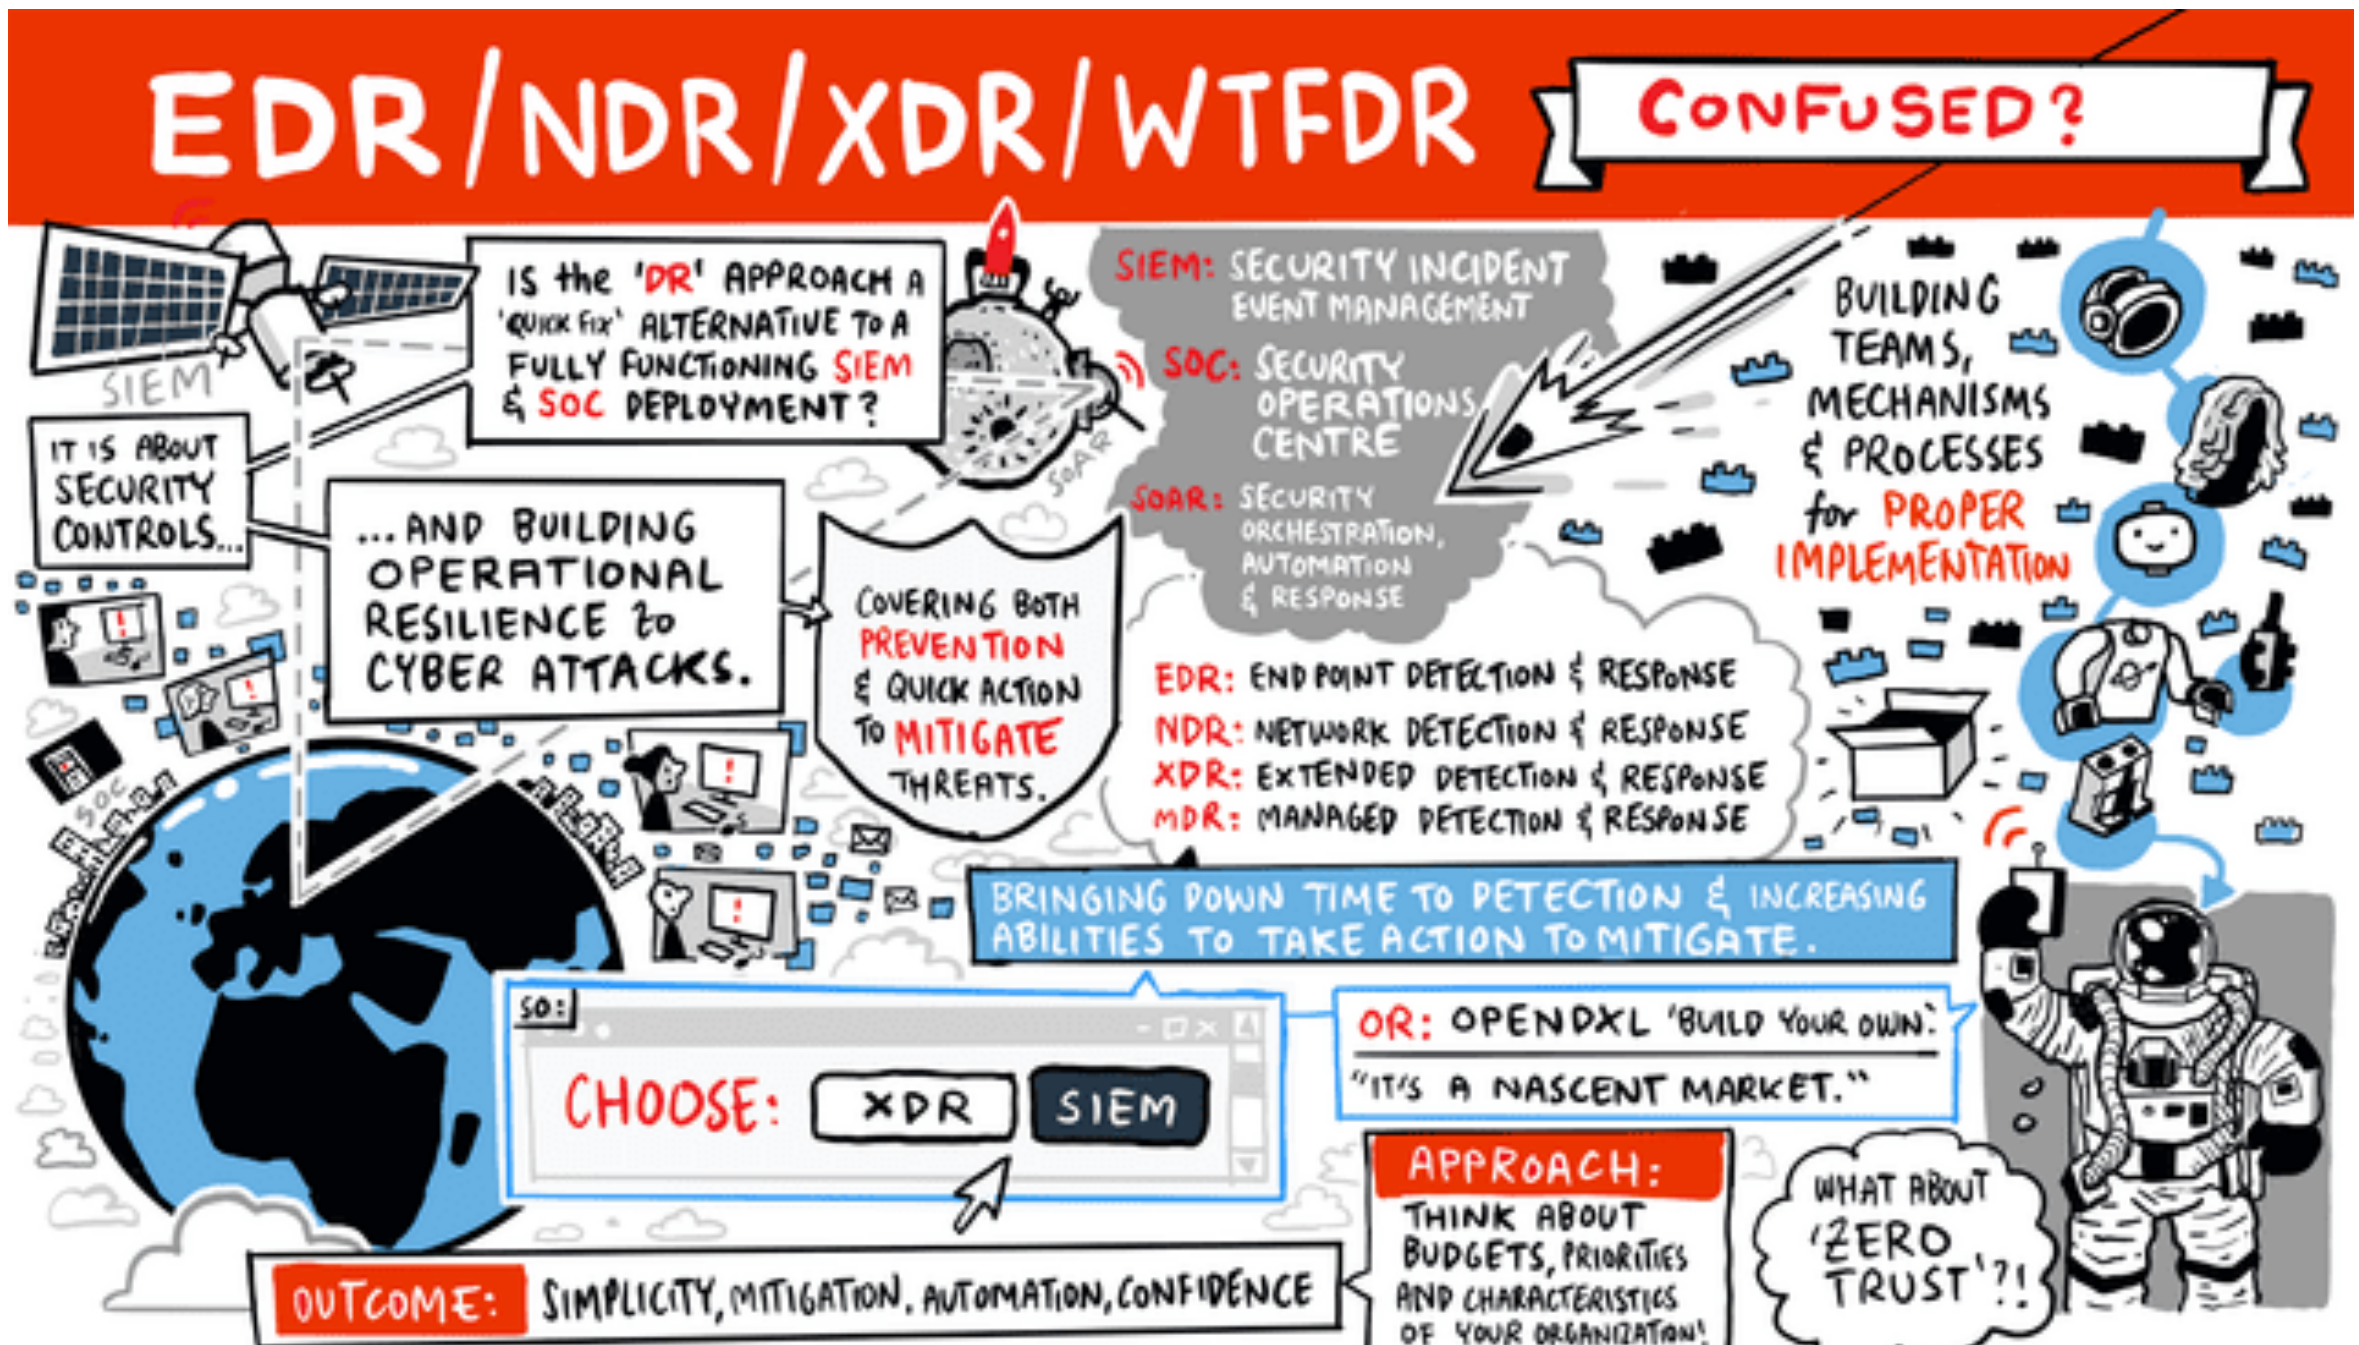 EDR/NDR/XDR/WTFDR
CONFUSED?
SIEM
IS the 'DR' APPROACH A
'QUICK FIX' ALTERNATIVE TO A
FULLY FUNCTIONING SIEM
& SOC DEPLOYMENT?
IT IS ABOUT
SECURITY
CONTROLS...
...AND BUILDING
OPERATIONAL
RESILIENCE to
CYBER ATTACKS.
SOAR
COVERING BOTH
PREVENTION
& QUICK ACTION
TO MITIGATE
THREATS.
SIEM: SECURITY INCIDENT
EVENT MANAGEMENT
SOC: SECURITY
OPERATIONS
CENTRE
SOAR: SECURITY
ORCHESTRATION,
AUTOMATION
& RESPONSE
EDR: ENDPOINT DETECTION & RESPONSE
NDR: NETWORK DETECTION & RESPONSE
XDR: EXTENDED DETECTION & RESPONSE
MDR: MANAGED DETECTION & RESPONSE
BUILDING
TEAMS,
MECHANISMS
& PROCESSES
for PROPER
IMPLEMENTATION
!
!
!
!
SOC
BRINGING DOWN TIME TO DETECTION & INCREASING
ABILITIES TO TAKE ACTION TO MITIGATE.
SO:
CHOOSE: XDR SIEM
OR: OPENDXL 'BUILD YOUR OWN'.
"IT'S A NASCENT MARKET."
APPROACH:
THINK ABOUT
BUDGETS, PRIORITIES
AND CHARACTERISTICS
OF YOUR ORGANIZATION!
WHAT ABOUT
'ZERO
TRUST'?!
OUTCOME: SIMPLICITY, MITIGATION. AUTOMATION, CONFIDENCE